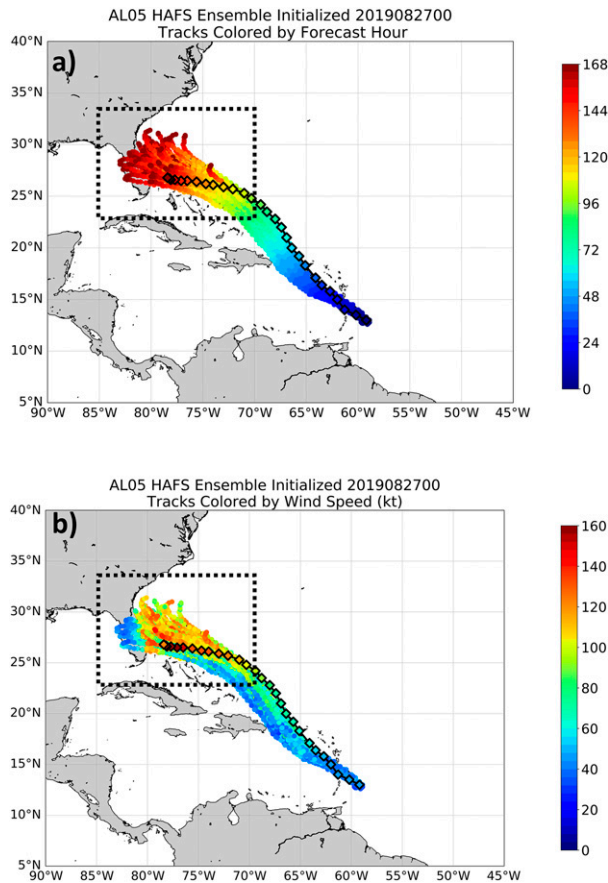 AL05 HAFS Ensemble Initialized 2019082700
Tracks Colored by Forecast Hour
a)
40°N
35°N
30°N
25°N
20°N
15°N
10°N
5°N
90°W 85°W 80°W 75°W 70°W 65°W 60°W 55°W 50°W 45°W
168
144
120
96
72
48
24
0
AL05 HAFS Ensemble Initialized 2019082700
Tracks Colored by Wind Speed (kt)
b)
40°N
35°N
30°N
25°N
20°N
15°N
10°N
5°N
90°W 85°W 80°W 75°W 70°W 65°W 60°W 55°W 50°W 45°W
160
140
120
100
80
60
40
20
0